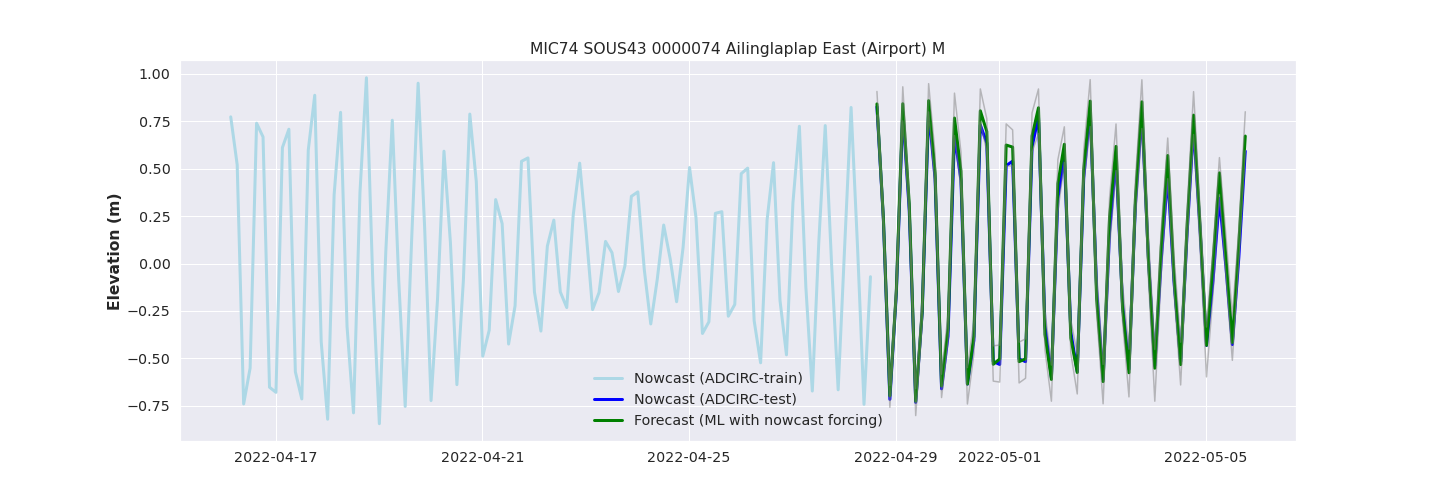 MIC74 SOUS43 0000074 Ailinglaplap East (Airport) M
Elevation (m)
1.00
0.75
0.50
0.25
0.00
−0.25
−0.50
−0.75
Nowcast (ADCIRC-train)
Nowcast (ADCIRC-test)
Forecast (ML with nowcast forcing)
2022-04-17 2022-04-21 2022-04-25 2022-04-29 2022-05-01 2022-05-05